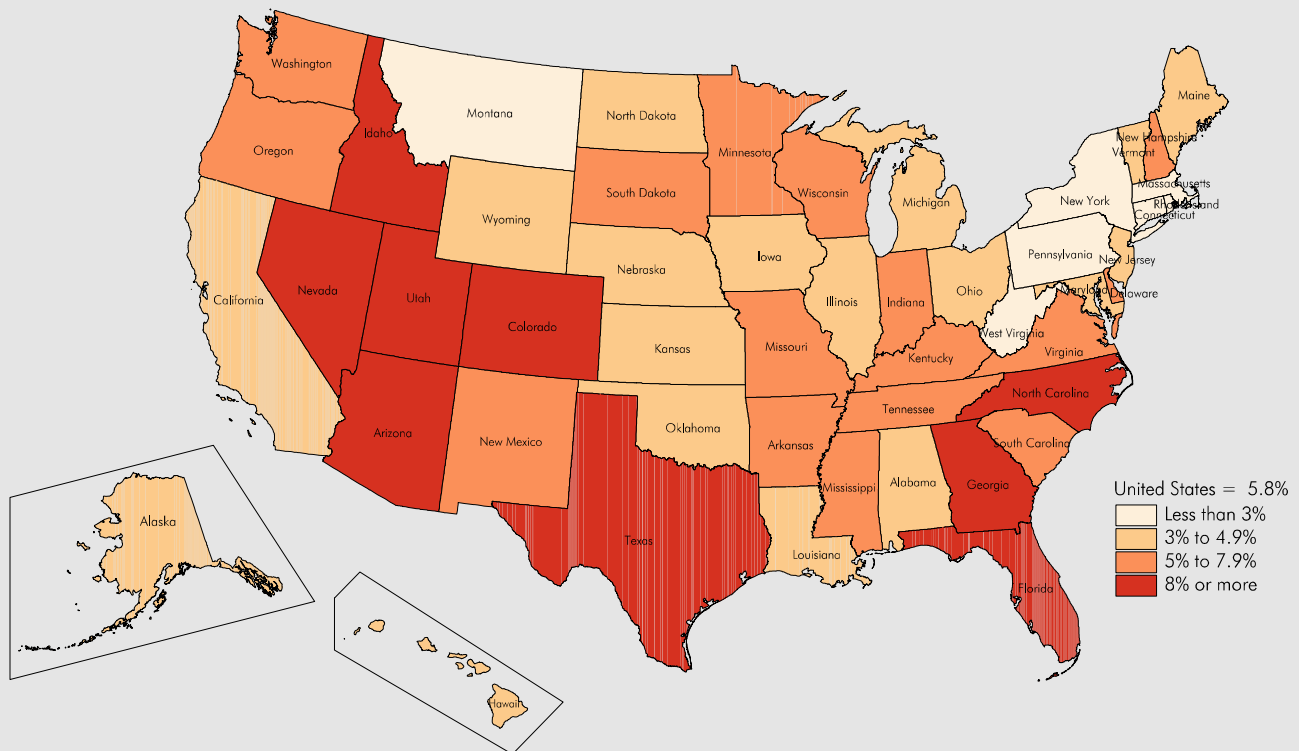 Washington
Idaho
Montana
North Dakota
Minnesota
Maine
New Hampshire
Vermont
Oregon
South Dakota
Wisconsin
Michigan
Massachusetts
New York
Rhode Island
Connecticut
Wyoming
Pennsylvania
New Jersey
Iowa
Nebraska
Nevada
Utah
California
Illinois
Indiana
Ohio
Maryland
Delaware
Colorado
Kansas
Missouri
Kentucky
West Virginia
Virginia
North Carolina
Tennessee
Arizona
New Mexico
Oklahoma
Arkansas
South Carolina
Mississippi
Alabama
Georgia
Texas
Louisiana
Florida
Alaska
Hawaii
United States = 5.8%
Less than 3%
3% to 4.9%
5% to 7.9%
8% or more